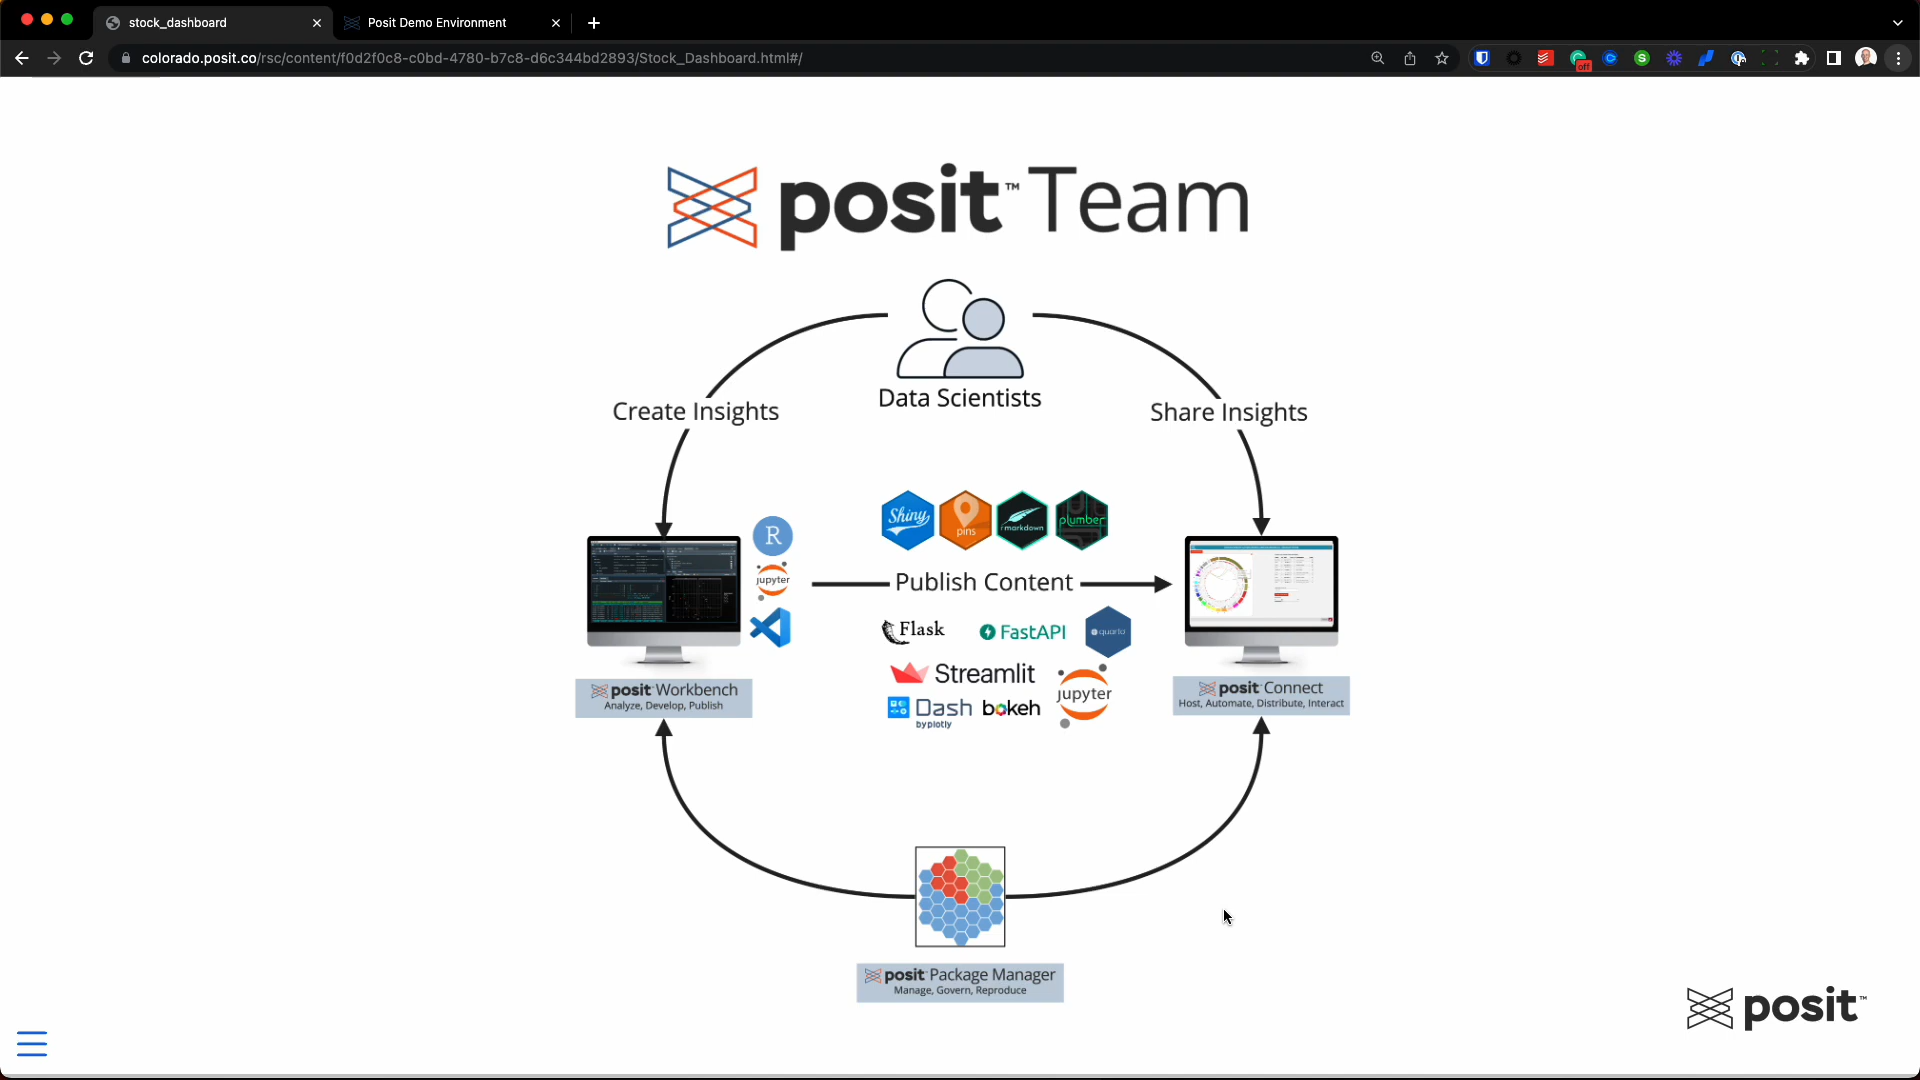 stock_dashboard
Posit Demo Environment
colorado.posit.co/rsc/content/f0d2f0c8-c0bd-4780-b7c8-d6c344bd2893/Stock_Dashboard.html#/
off
posit™ Team
Data Scientists
Create Insights
Share Insights
R
jupyter
Shiny
pins
rmarkdown
plumber
Publish Content
Flask
FastAPI
quarto
Streamlit
jupyter
Dash
by plotly
bokeh
posit Workbench
Analyze, Develop, Publish
posit Connect
Host, Automate, Distribute, Interact
posit Package Manager
Manage, Govern, Reproduce
posit™